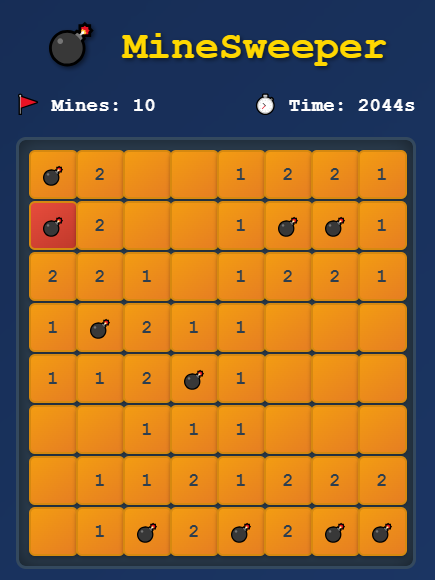 MineSweeper
Mines: 10 Time: 2044s
2 1 2 2 1
2 1 1
2 2 1 1 2 2 1
1 2 1 1
1 1 2 1
1 1 1
1 1 2 1 2 2 2
1 2 2